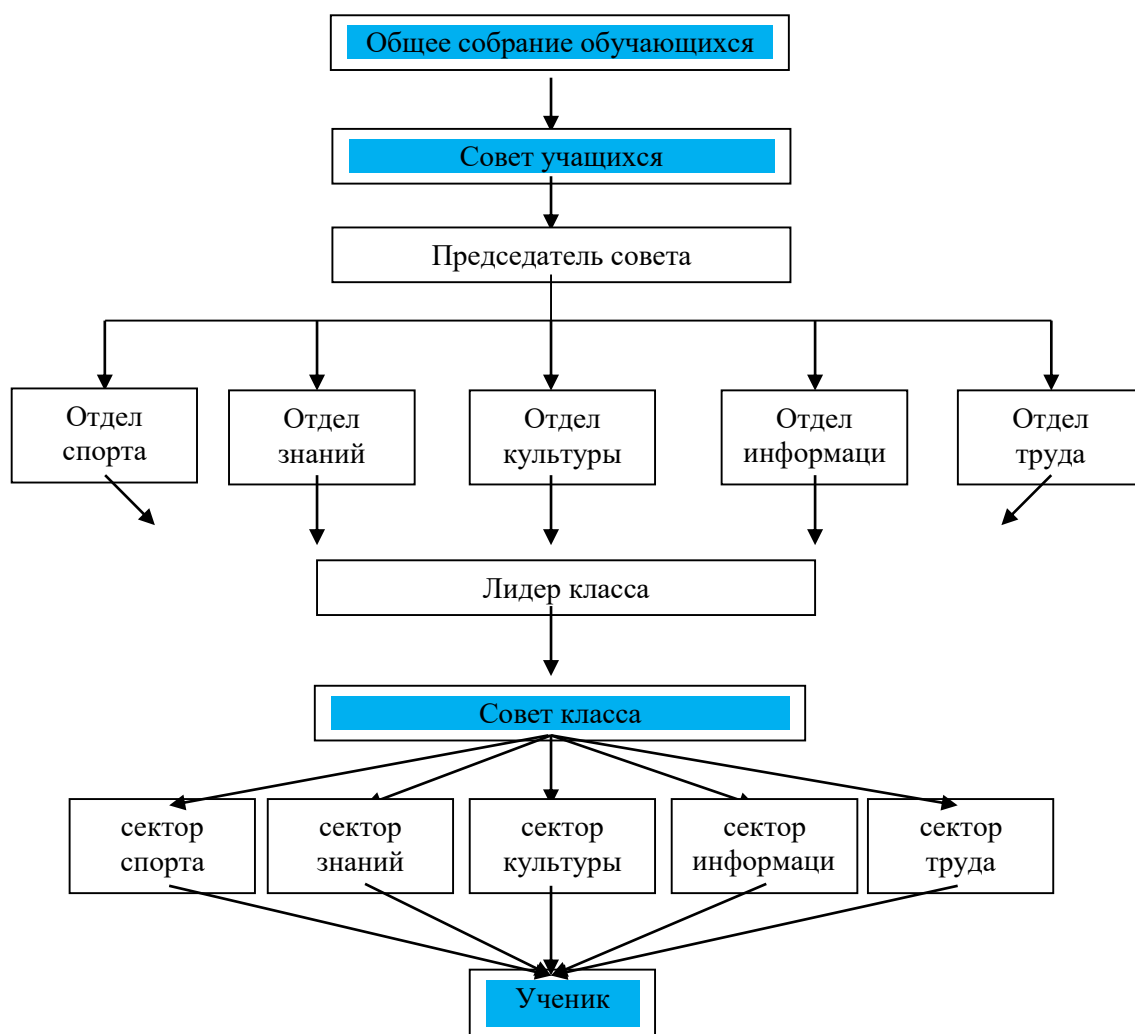 Общее собрание обучающихся
Совет учащихся
Председатель совета
Отдел
спорта
Отдел
знаний
Отдел
культуры
Отдел
информаци
Отдел
труда
Лидер класса
Совет класса
сектор
спорта
сектор
знаний
сектор
культуры
сектор
информаци
сектор
труда
Ученик